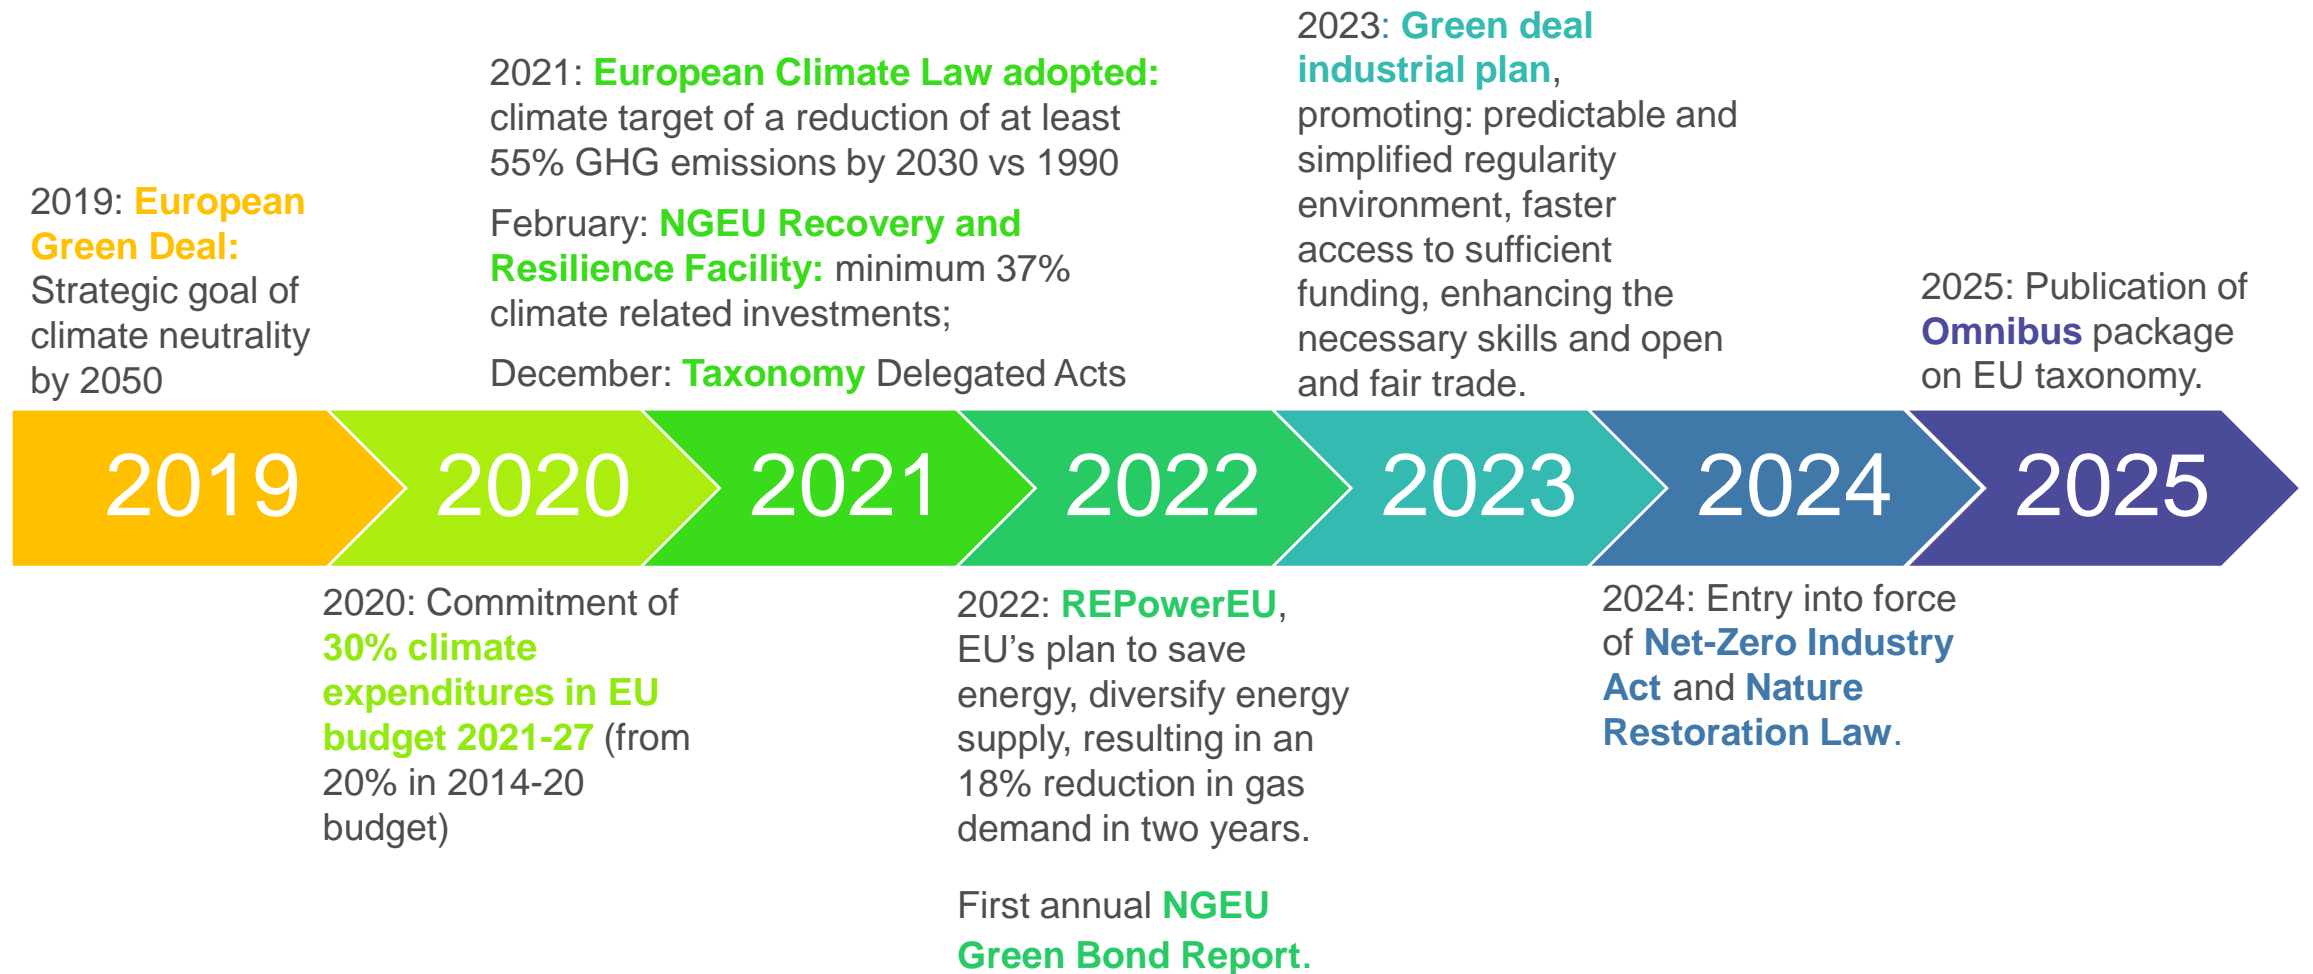 2019: European
Green Deal:
Strategic goal of
climate neutrality
by 2050
2021: European Climate Law adopted:
climate target of a reduction of at least
55% GHG emissions by 2030 vs 1990
February: NGEU Recovery and
Resilience Facility: minimum 37%
climate related investments;
December: Taxonomy Delegated Acts
2023: Green deal
industrial plan,
promoting: predictable and
simplified regularity
environment, faster
access to sufficient
funding, enhancing the
necessary skills and open
and fair trade.
2025: Publication of
Omnibus package
on EU taxonomy.
2019
2020
2021
2022
2023
2024
2025
2020: Commitment of
30% climate
expenditures in EU
budget 2021-27 (from
20% in 2014-20
budget)
2022: REPowerEU,
EU’s plan to save
energy, diversify energy
supply, resulting in an
18% reduction in gas
demand in two years.
First annual NGEU
Green Bond Report.
2024: Entry into force
of Net-Zero Industry
Act and Nature
Restoration Law.